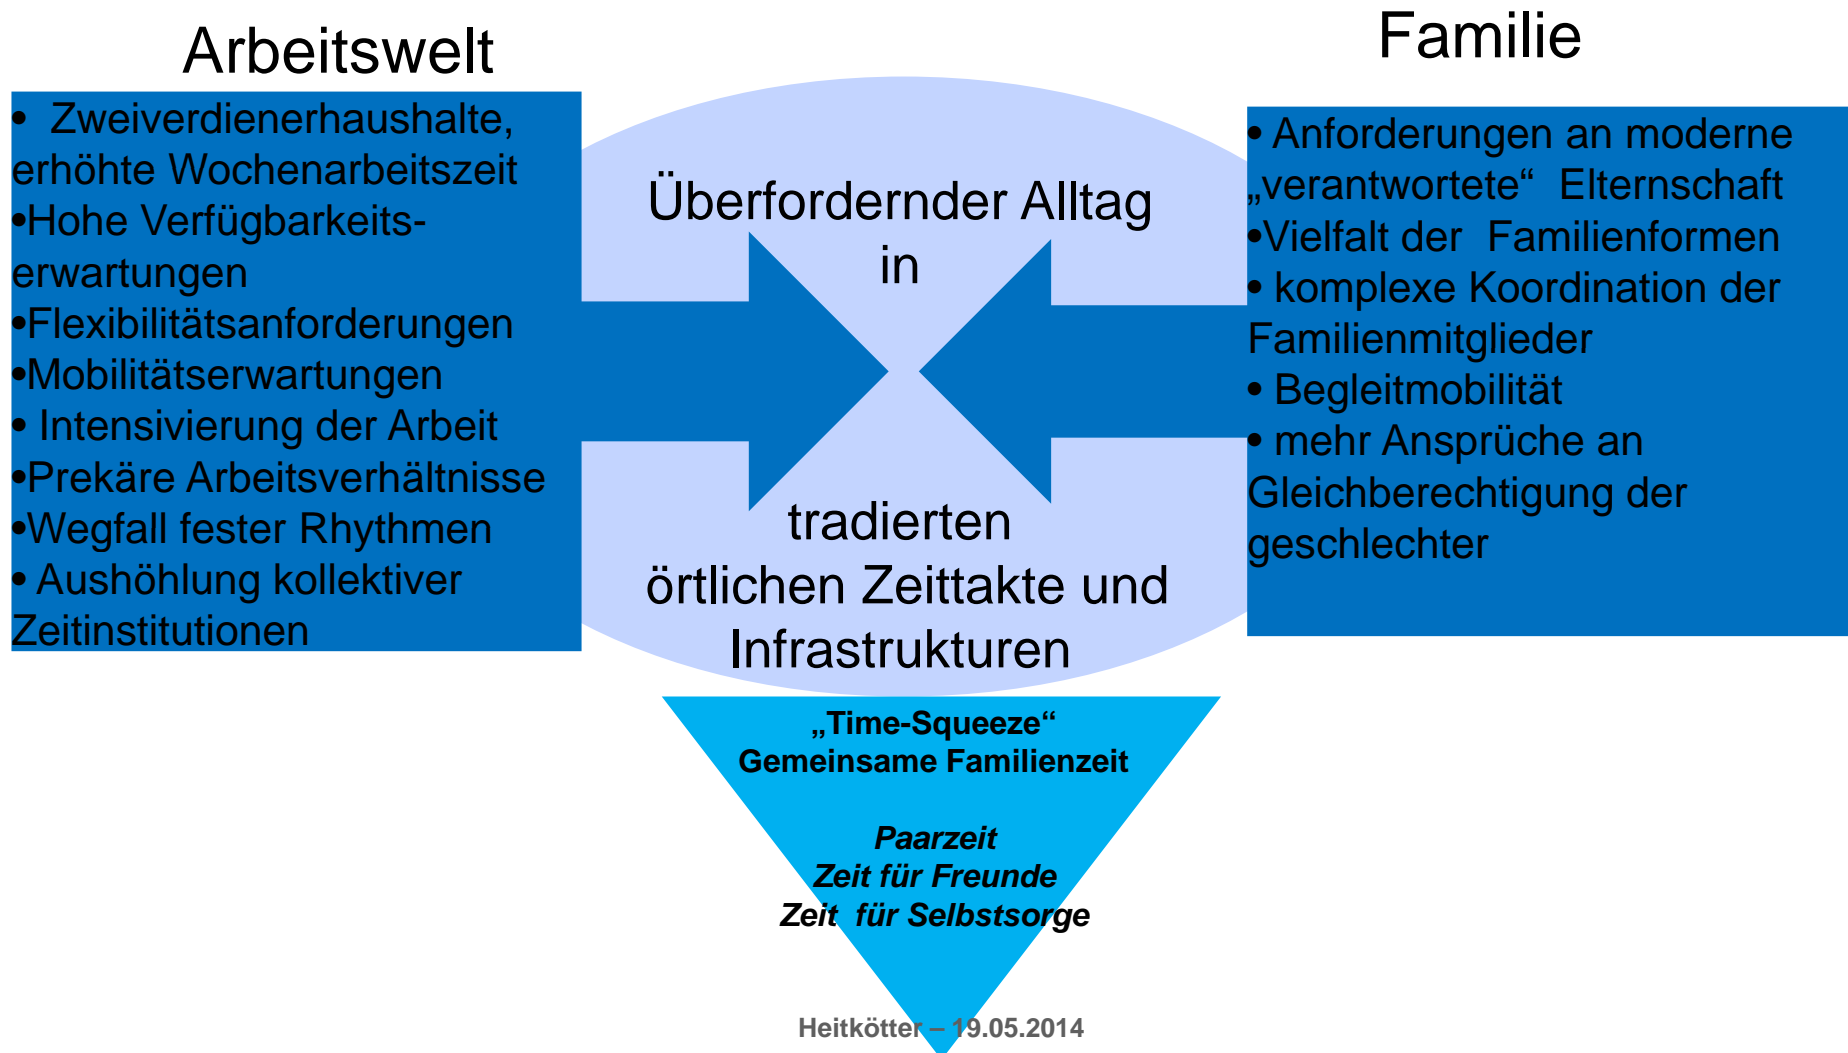 Arbeitswelt
• Zweiverdienerhaushalte,
erhöhte Wochenarbeitszeit
•Hohe Verfügbarkeits-
erwartungen
•Flexibilitätsanforderungen
•Mobilitätserwartungen
• Intensivierung der Arbeit
•Prekäre Arbeitsverhältnisse
•Wegfall fester Rhythmen
• Aushöhlung kollektiver
Zeitinstitutionen
Überfordernder Alltag
in
tradierten
örtlichen Zeittakte und
Infrastrukturen
Familie
• Anforderungen an moderne
„verantwortete“ Elternschaft
•Vielfalt der Familienformen
• komplexe Koordination der
Familienmitglieder
• Begleitmobilität
• mehr Ansprüche an
Gleichberechtigung der
geschlechter
„Time-Squeeze“
Gemeinsame Familienzeit
Paarzeit
Zeit für Freunde
Zeit für Selbstsorge
Heitkötter – 19.05.2014